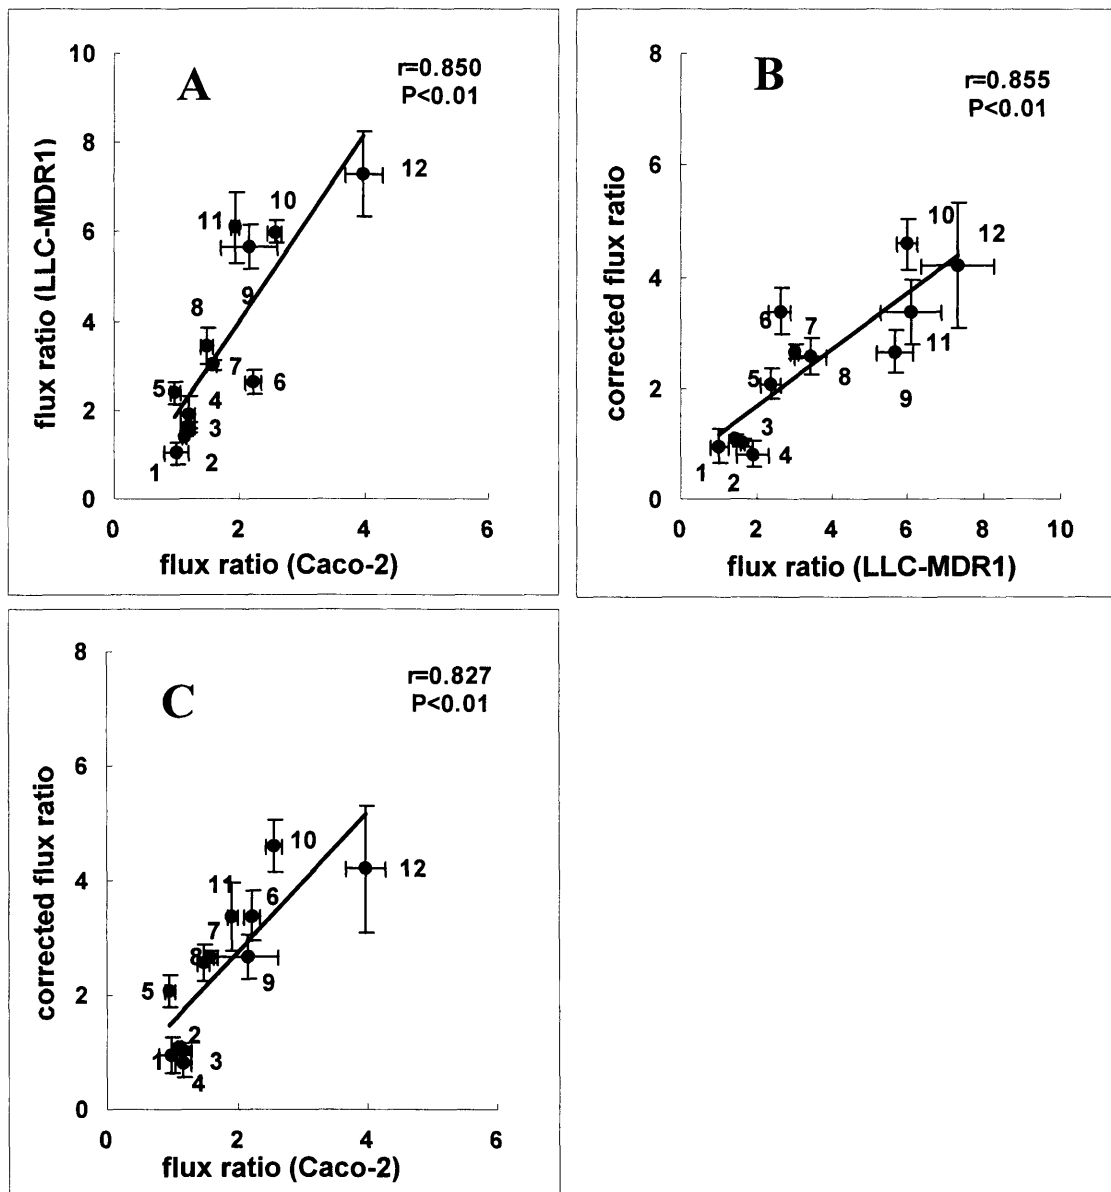 A
r=0.850
P<0.01
flux ratio (LLC-MDR1)
10
8
6
4
2
0
12
11
10
9
8
7
6
5
4
3
2
1
0 2 4 6
flux ratio (Caco-2)
B
r=0.855
P<0.01
corrected flux ratio
8
6
4
2
0
10
12
6
7
11
8
9
5
3
4
1
2
0 2 4 6 8 10
flux ratio (LLC-MDR1)
C
r=0.827
P<0.01
corrected flux ratio
8
6
4
2
0
10
12
11
6
7
8
9
5
2
1
3
4
0 2 4 6
flux ratio (Caco-2)